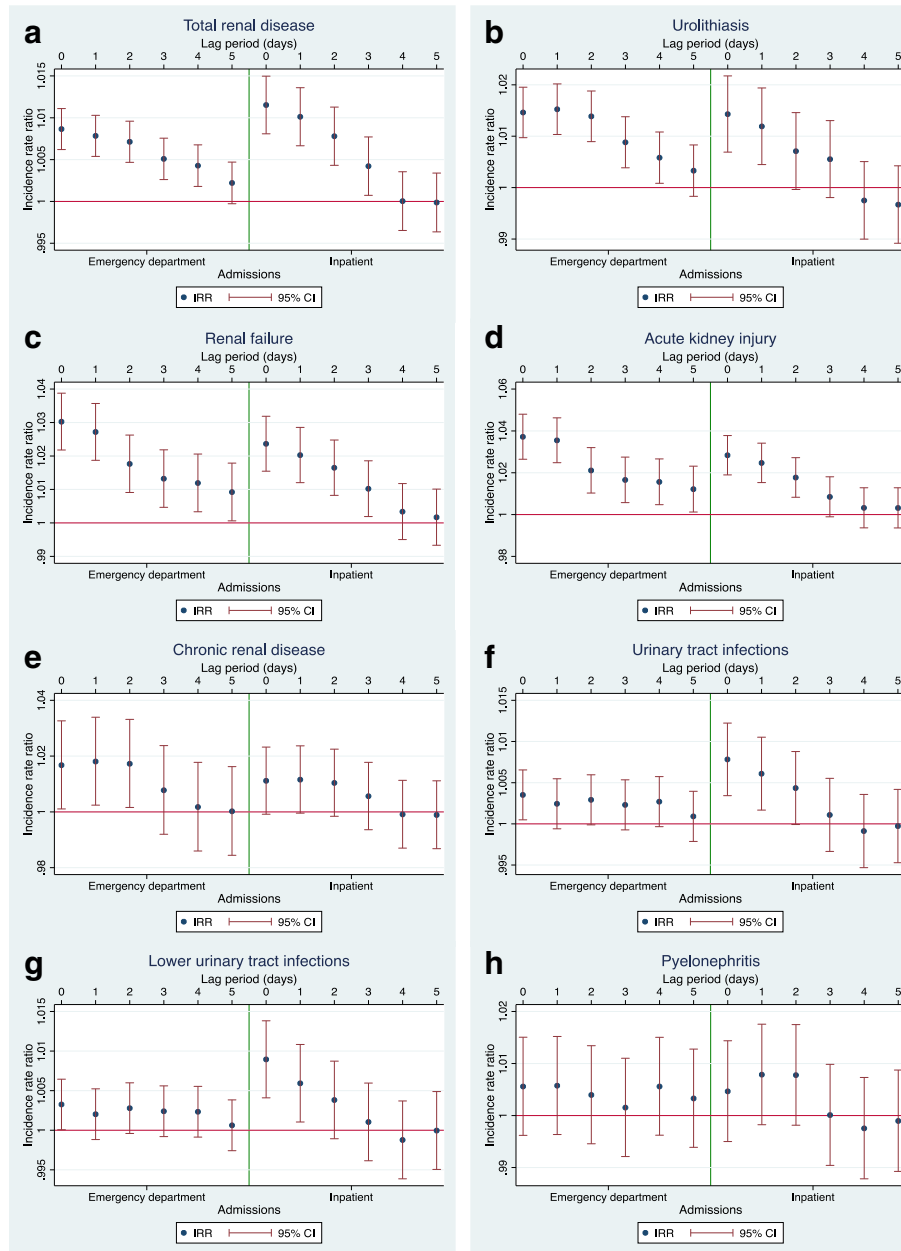 a
Total renal disease
Lag period (days)
0 1 2 3 4 5 0 1 2 3 4 5
Incidence rate ratio
1.015
1.01
1.005
1
.995
Emergency department Inpatient
Admissions
IRR 95% CI
b
Urolithiasis
Lag period (days)
0 1 2 3 4 5 0 1 2 3 4 5
Incidence rate ratio
1.02
1.01
1
.99
Emergency department Inpatient
Admissions
IRR 95% CI
c
Renal failure
Lag period (days)
0 1 2 3 4 5 0 1 2 3 4 5
Incidence rate ratio
1.04
1.03
1.02
1.01
1
.99
Emergency department Inpatient
Admissions
IRR 95% CI
d
Acute kidney injury
Lag period (days)
0 1 2 3 4 5 0 1 2 3 4 5
Incidence rate ratio
1.06
1.04
1.02
1
.98
Emergency department Inpatient
Admissions
IRR 95% CI
e
Chronic renal disease
Lag period (days)
0 1 2 3 4 5 0 1 2 3 4 5
Incidence rate ratio
1.04
1.02
1
.98
Emergency department Inpatient
Admissions
IRR 95% CI
f
Urinary tract infections
Lag period (days)
0 1 2 3 4 5 0 1 2 3 4 5
Incidence rate ratio
1.015
1.01
1.005
1
.995
Emergency department Inpatient
Admissions
IRR 95% CI
g
Lower urinary tract infections
Lag period (days)
0 1 2 3 4 5 0 1 2 3 4 5
Incidence rate ratio
1.015
1.01
1.005
1
.995
Emergency department Inpatient
Admissions
IRR 95% CI
h
Pyelonephritis
Lag period (days)
0 1 2 3 4 5 0 1 2 3 4 5
Incidence rate ratio
1.02
1.01
1
.99
Emergency department Inpatient
Admissions
IRR 95% CI